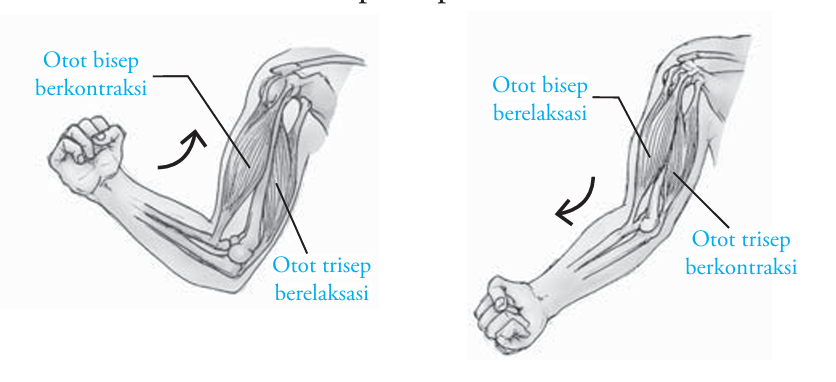 Otot bisep
berkontraksi
Otot trisep
berelaksasi
Otot bisep
berelaksasi
Otot trisep
berkontraksi